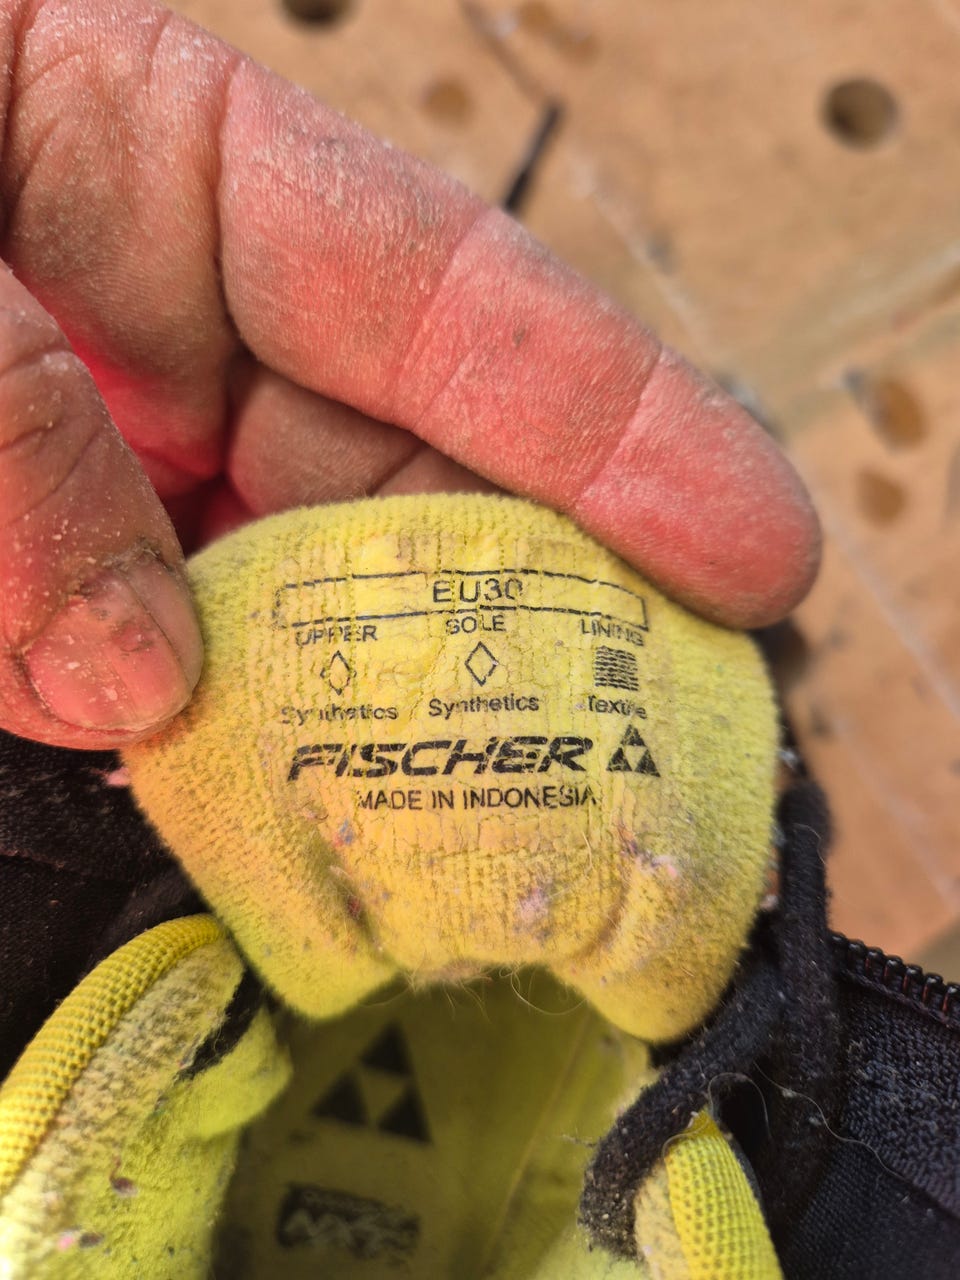 EU30
UPPER SOLE LINING
Synthetics Synthetics Textile
FISCHER
MADE IN INDONESIA